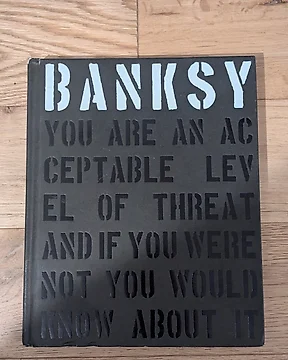 BANKSY
YOU ARE AN AC
CEPTABLE LEV
EL OF THREAT
AND IF YOU WERE
NOT YOU WOULD
KNOW ABOUT IT